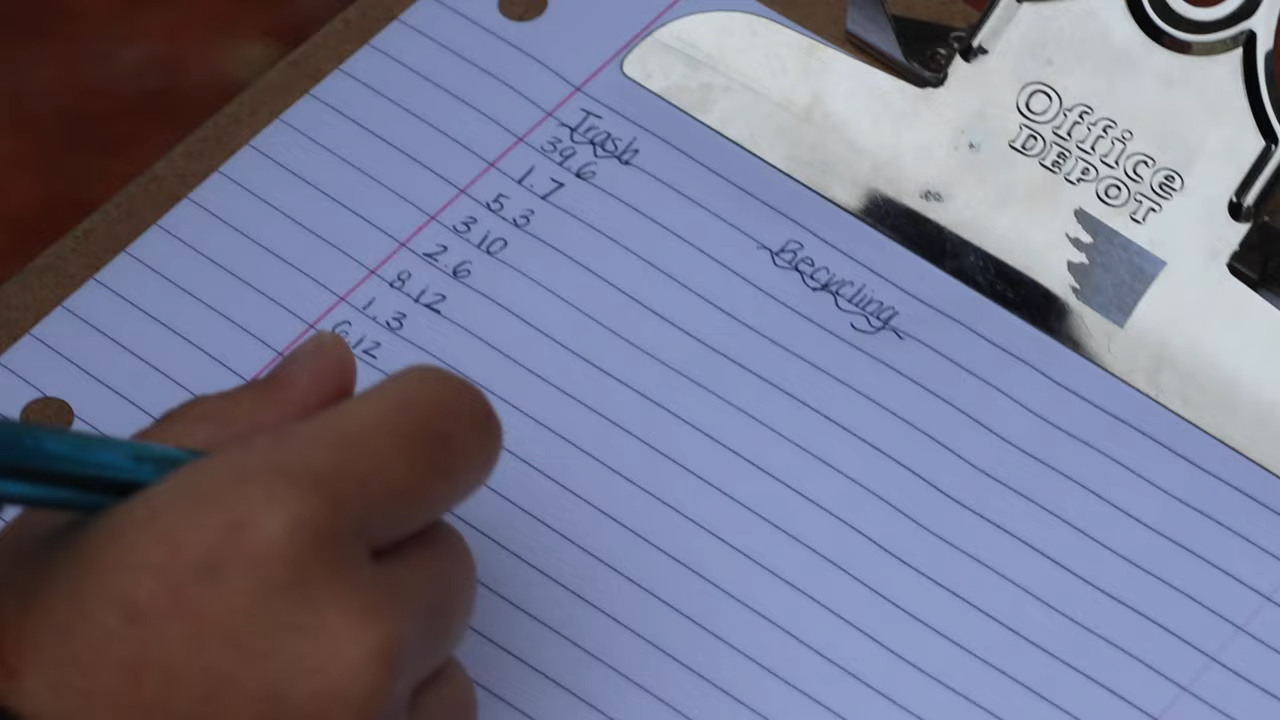 Office
DEPOT
Trash
39.6
1.7
5.3
3.10
2.6
8.12
1.3
6.12
Recycling